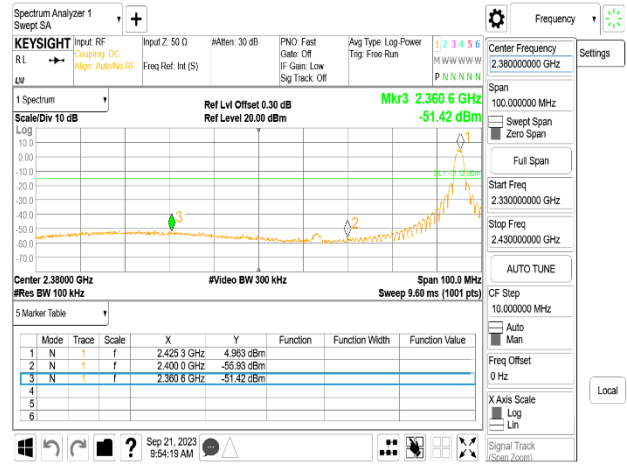 Spectrum Analyzer 1
Swept SA
Frequency
KEYSIGHT Input: RF Input Z: 50 Ω #Atten: 30 dB PNO: Fast Avg Type: Log-Power 1 2 3 4 5 6
RL Coupling: DC Gate: Off Trig: Free Run
Align: Auto/No RF Freq Ref: Int (S) IF Gain: Low M W W W W W
Sig Track: Off P N N N N N
Center Frequency
2.380000000 GHz
Settings
1 Spectrum
Ref Lvl Offset 0.30 dB
Mkr3 2.360 6 GHz
Scale/Div 10 dB
Ref Level 20.00 dBm
-51.42 dBm
Log
10.0
0.00
-10.0
-20.0
-30.0
-40.0
-50.0
-60.0
-70.0
1
2
3
Center 2.38000 GHz #Video BW 300 kHz Span 100.0 MHz
#Res BW 100 kHz Sweep 9.60 ms (1001 pts)
Span
100.000000 MHz
Swept Span
Zero Span
Full Span
Start Freq
2.330000000 GHz
Stop Freq
2.430000000 GHz
AUTO TUNE
CF Step
10.000000 MHz
Auto
Man
Freq Offset
0 Hz
X Axis Scale
Log
Lin
Signal Track
(Span Zoom)
Local
5 Marker Table
Mode Trace Scale X Y Function Function Width Function Value
1 N 1 f 2.425 3 GHz 4.963 dBm
2 N 1 f 2.400 0 GHz -55.93 dBm
3 N 1 f 2.360 6 GHz -51.42 dBm
4
5
6
Sep 21, 2023
9:54:19 AM